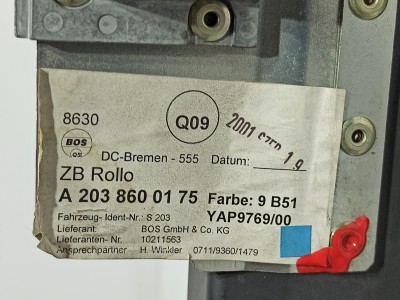 8630
Q09
BOS
DC-Bremen - 555 Datum:
ZB Rollo
A 203 860 01 75 Farbe: 9 B51
Fahrzeug-Ident-Nr.: S 203 YAP9769/00
Lieferant: BOS GmbH & Co. KG
Lieferanten-Nr. 10211563
Ansprechpartner H. Winkler 0711/9360/1479